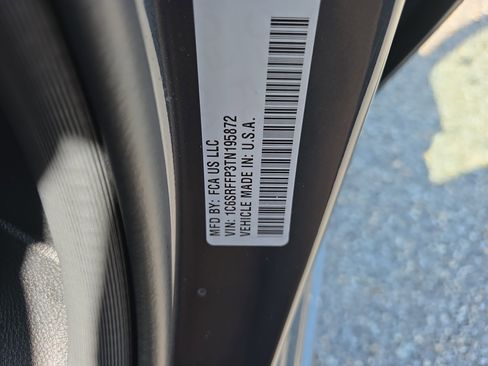 MFD BY: FCA US LLC
VIN: 1C6SRFFP3TN195872
VEHICLE MADE IN: U.S.A.